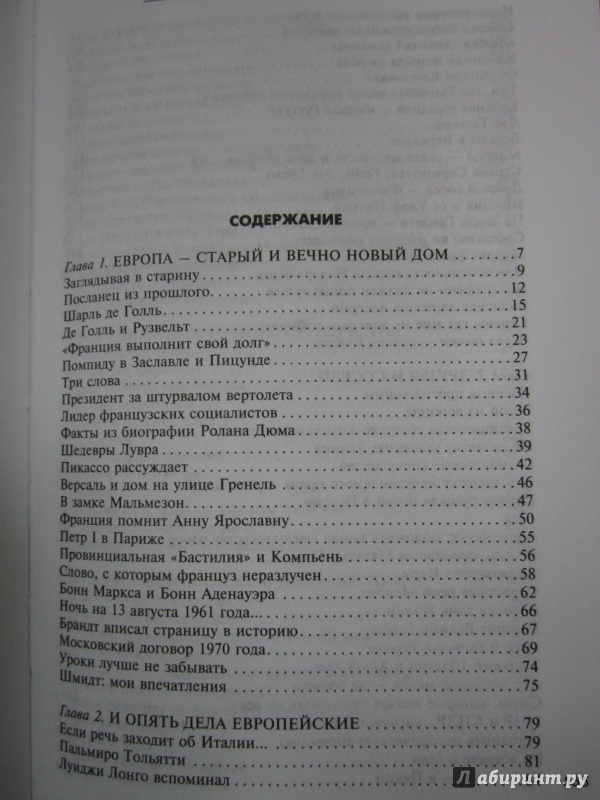 СОДЕРЖАНИЕ
Глава 1. ЕВРОПА — СТАРЫЙ И ВЕЧНО НОВЫЙ ДОМ . . . . . . . 7
Заглядывая в старину . . . . . . . 9
Посланец из прошлого. . . . . . . 12
Шарль де Голль. . . . . . . 15
Де Голль и Рузвельт . . . . . . . 21
«Франция выполнит свой долг» . . . . . . . 23
Помпиду в Заславле и Пицунде . . . . . . . 27
Три слова . . . . . . . 31
Президент за штурвалом вертолета . . . . . . . 34
Лидер французских социалистов . . . . . . . 36
Факты из биографии Ролана Дюма . . . . . . . 38
Шедевры Лувра . . . . . . . 39
Пикассо рассуждает . . . . . . . 42
Версаль и дом на улице Гренель . . . . . . . 46
В замке Мальмезон. . . . . . . 47
Франция помнит Анну Ярославну . . . . . . . 50
Петр I в Париже . . . . . . . 55
Провинциальная «Бастилия» и Компьень . . . . . . . 56
Слово, с которым француз неразлучен . . . . . . . 58
Бонн Маркса и Бонн Аденауэра . . . . . . . 62
Ночь на 13 августа 1961 года... . . . . . . . 66
Брандт вписал страницу в историю. . . . . . . 67
Московский договор 1970 года. . . . . . . 69
Уроки лучше не забывать . . . . . . . 74
Шмидт: мои впечатления . . . . . . . 75
Глава 2. И ОПЯТЬ ДЕЛА ЕВРОПЕЙСКИЕ . . . . . . . 79
Если речь заходит об Италии... . . . . . . . 79
Пальмиро Тольятти . . . . . . . 81
Луиджи Лонго вспоминал . . . . . . .
Лабиринт.ру